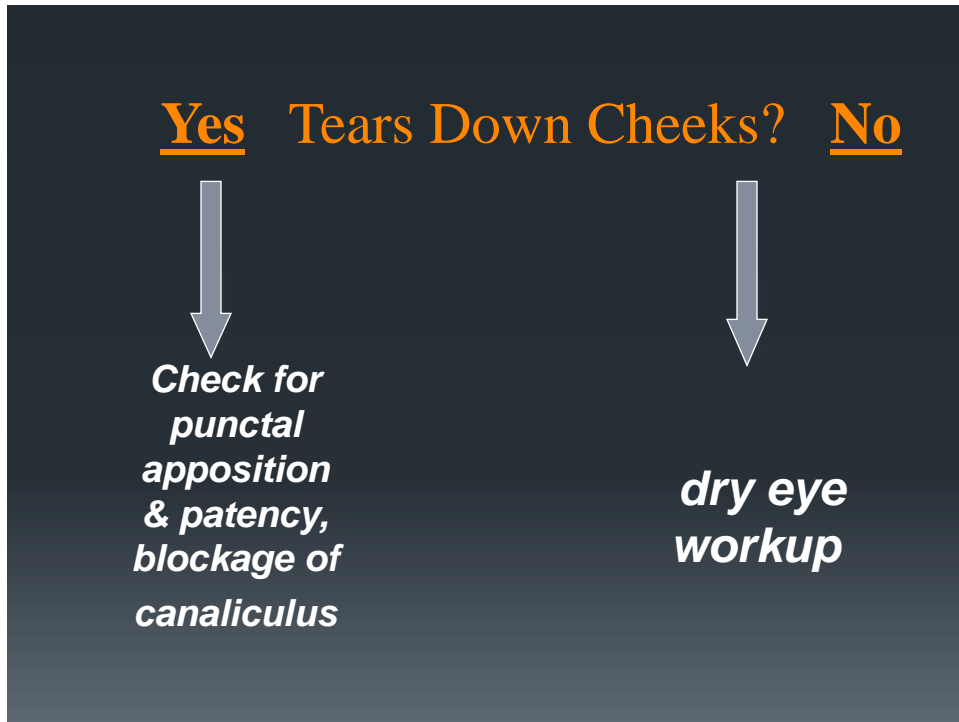 Yes Tears Down Cheeks? No
Check for
punctal
apposition
& patency,
blockage of
canaliculus
dry eye
workup